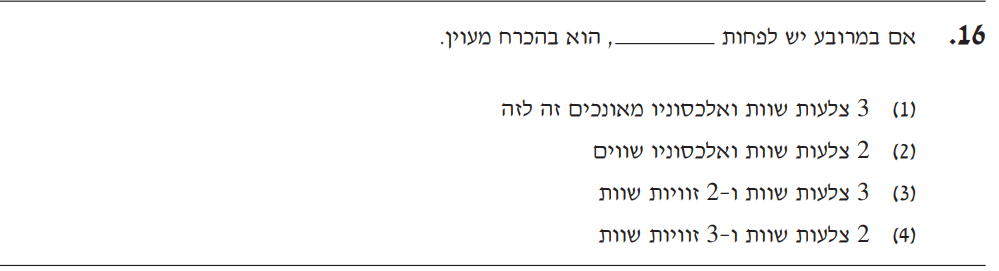 16. אם במרובע יש לפחות ________, הוא בהכרח מעוין.
(1) 3 צלעות שוות ואלכסוניו מאונכים זה לזה
(2) 2 צלעות שוות ואלכסוניו שווים
(3) 3 צלעות שוות ו-2 זוויות שוות
(4) 2 צלעות שוות ו-3 זוויות שוות